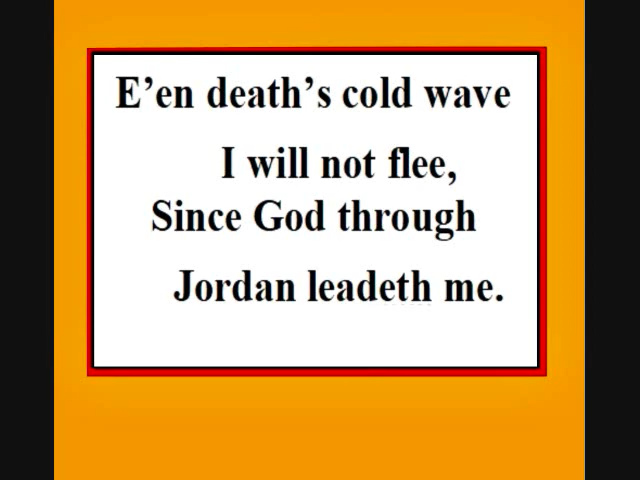 E’en death’s cold wave
I will not flee,
Since God through
Jordan leadeth me.